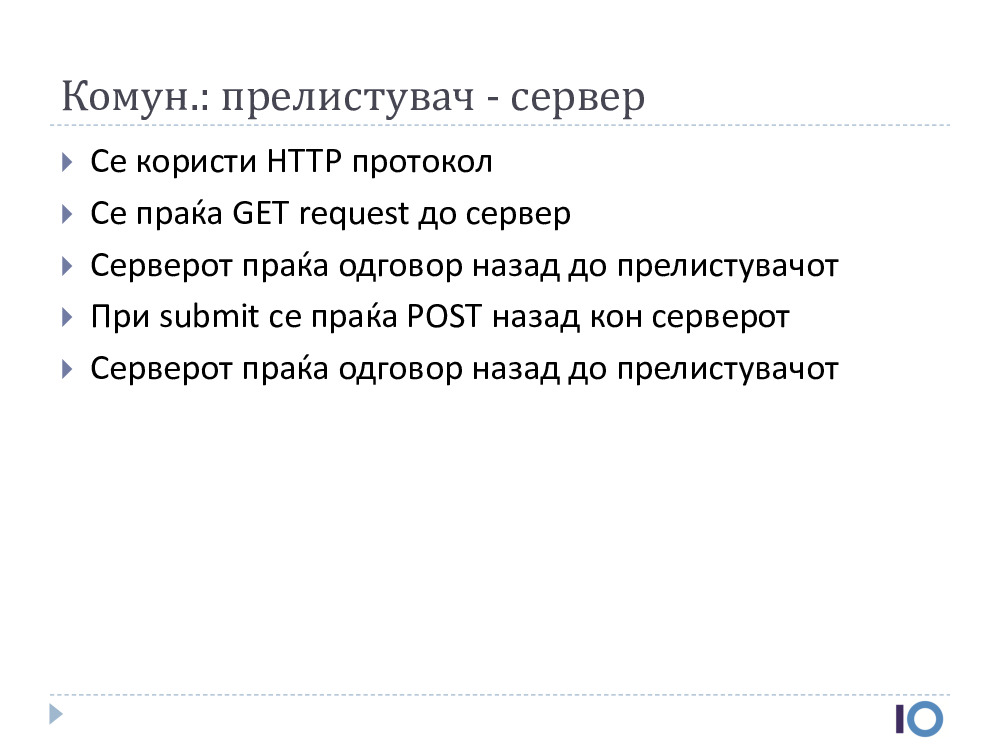 Комун.: прелистувач - сервер
Се користи HTTP протокол
Се праќа GET request до сервер
Серверот праќа одговор назад до прелистувачот
При submit се праќа POST назад кон серверот
Серверот праќа одговор назад до прелистувачот